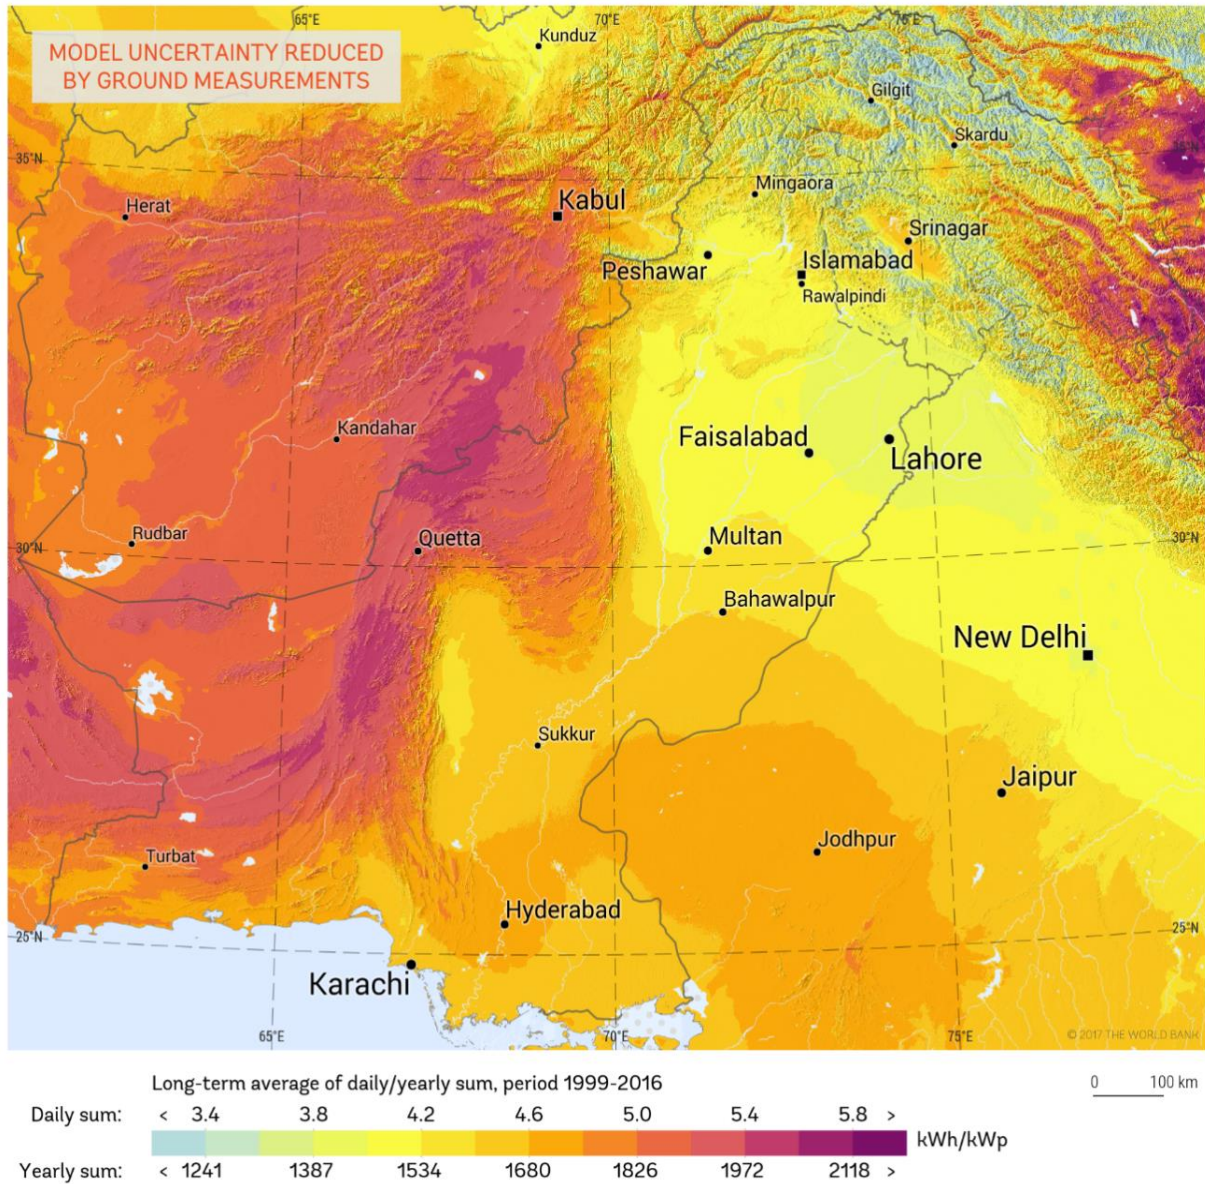 65°E
70°E
75°E
Kunduz
MODEL UNCERTAINTY REDUCED
BY GROUND MEASUREMENTS
Gilgit
Skardu
35°N
35°N
Mingaora
Herat
Kabul
Srinagar
Peshawar
Islamabad
Rawalpindi
Kandahar
Faisalabad
Lahore
Rudbar
Quetta
Multan
30°N
30°N
Bahawalpur
New Delhi
Sukkur
Jaipur
Turbat
Jodhpur
Hyderabad
25°N
25°N
Karachi
65°E
70°E
75°E
© 2017 THE WORLD BANK
Long-term average of daily/yearly sum, period 1999-2016
0 100 km
Daily sum: < 3.4 3.8 4.2 4.6 5.0 5.4 5.8 >
kWh/kWp
Yearly sum: < 1241 1387 1534 1680 1826 1972 2118 >